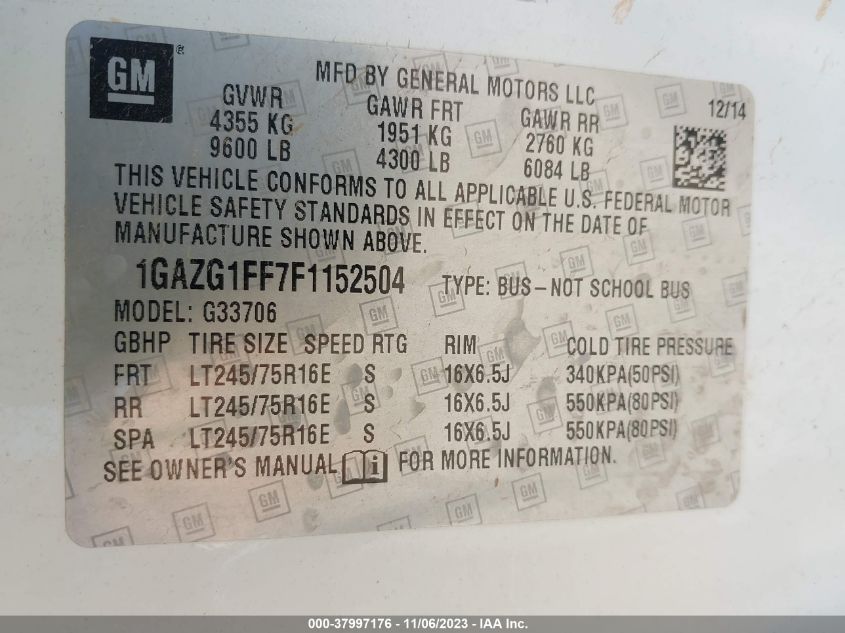 GM ®
MFD BY GENERAL MOTORS LLC
12/14
GVWR GAWR FRT GAWR RR
4355 KG 1951 KG 2760 KG
9600 LB 4300 LB 6084 LB
THIS VEHICLE CONFORMS TO ALL APPLICABLE U.S. FEDERAL MOTOR
VEHICLE SAFETY STANDARDS IN EFFECT ON THE DATE OF
MANUFACTURE SHOWN ABOVE.
1GAZG1FF7F1152504 TYPE: BUS–NOT SCHOOL BUS
MODEL: G33706
GBHP TIRE SIZE SPEED RTG RIM COLD TIRE PRESSURE
FRT LT245/75R16E S 16X6.5J 340KPA(50PSI)
RR LT245/75R16E S 16X6.5J 550KPA(80PSI)
SPA LT245/75R16E S 16X6.5J 550KPA(80PSI)
SEE OWNER'S MANUAL i FOR MORE INFORMATION.
000-37997176 - 11/06/2023 - IAA Inc.